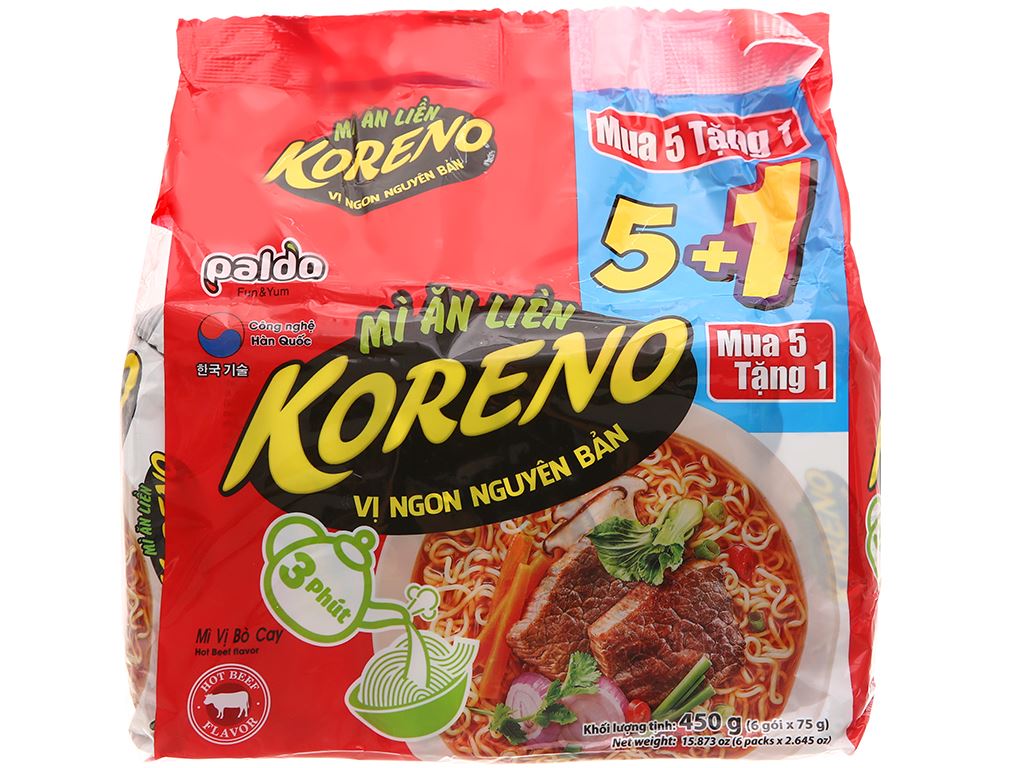 MÌ ĂN LIỀN
KORENO
VỊ NGON NGUYÊN BẢN
Mua 5 Tặng 1
5+1
Mua 5
Tặng 1
paldo
Fun & Yum
Công nghệ
Hàn Quốc
한국 기술
MÌ ĂN LIỀN
KORENO
VỊ NGON NGUYÊN BẢN
3 Phút
Mì Vị Bò Cay
Hot Beef flavor
HOT BEEF
FLAVOR
Khối lượng tịnh: 450 g (6 gói x 75 g)
Net weight: 15.873 oz (6 packs x 2.645 oz)
MÌ ĂN LIỀN